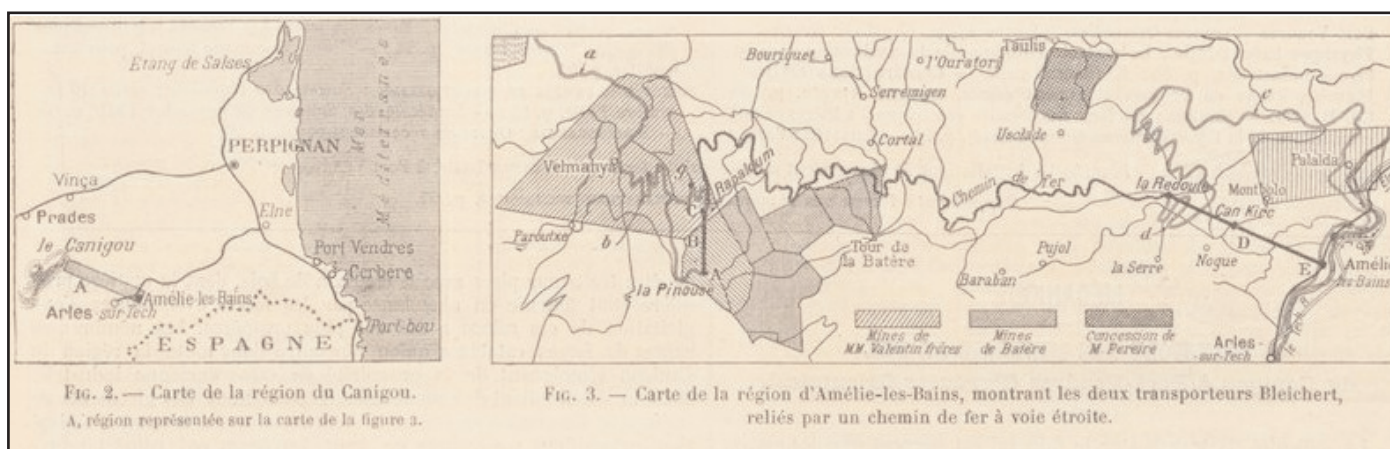 Etang de Salses
Mer Méditerranée
PERPIGNAN
Vinça
Prades
Elne
le Canigou
Port Vendres
Cerbère
A
Amélie-les-Bains
Arles -sur-Tech
Port-bou
ESPAGNE
FIG. 2. — Carte de la région du Canigou.
A, région représentée sur la carte de la figure 3.
a
Bouriquet
l'Ouratori
Taulis
Serremigen
c
Usclade
Cortal
Velmanya
Rapaloum
Chemin de Fer
la Redoute
Montbolo
Palalda
Can Kirc
Paroutxe
b
B
d
D
Tour de la Batère
Pujol
la Serre
Nogue
E
Amélie-les-Bains
A
la Pinouse
Baraban
le Tech R.
Mines de MM. Valentin frères
Mines de Batère
Concession de M. Pereire
Arles -sur-Tech
FIG. 3. — Carte de la région d'Amélie-les-Bains, montrant les deux transporteurs Bleichert,
reliés par un chemin de fer à voie étroite.